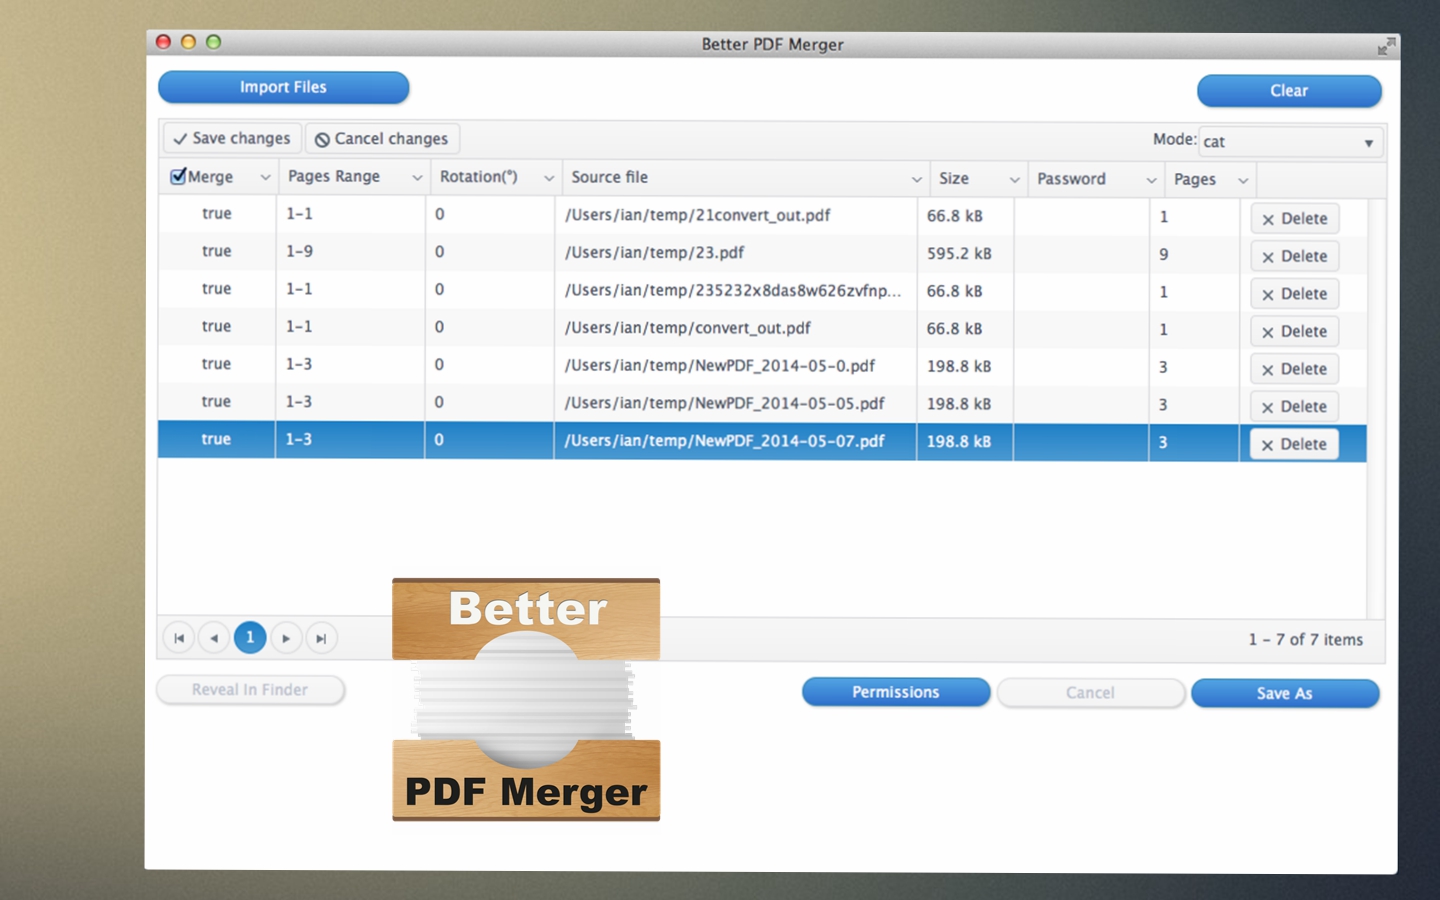 Better PDF Merger
Import Files Clear
Save changes Cancel changes Mode: cat
Merge Pages Range Rotation(°) Source file Size Password Pages
true 1-1 0 /Users/ian/temp/21convert_out.pdf 66.8 kB 1 Delete
true 1-9 0 /Users/ian/temp/23.pdf 595.2 kB 9 Delete
true 1-1 0 /Users/ian/temp/235232x8das8w626zvfnp... 66.8 kB 1 Delete
true 1-1 0 /Users/ian/temp/convert_out.pdf 66.8 kB 1 Delete
true 1-3 0 /Users/ian/temp/NewPDF_2014-05-0.pdf 198.8 kB 3 Delete
true 1-3 0 /Users/ian/temp/NewPDF_2014-05-05.pdf 198.8 kB 3 Delete
true 1-3 0 /Users/ian/temp/NewPDF_2014-05-07.pdf 198.8 kB 3 Delete
1 1 - 7 of 7 items
Reveal In Finder Permissions Cancel Save As
Better
PDF Merger